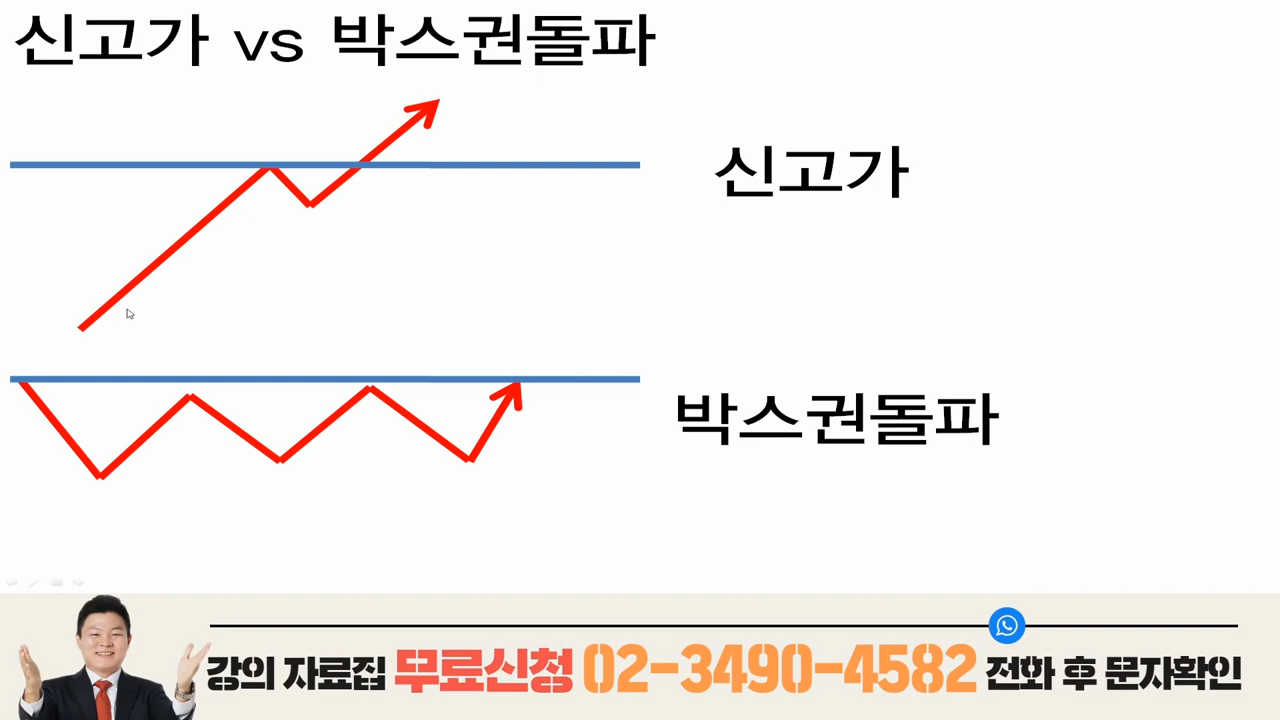 신고가 vs 박스권돌파
신고가
박스권돌파
강의 자료집 무료신청 02-3490-4582 전화 후 문자확인